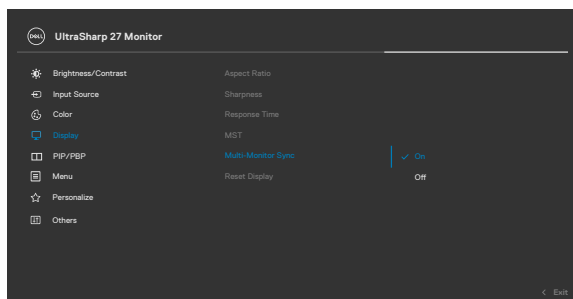 DELL UltraSharp 27 Monitor
Brightness/Contrast Aspect Ratio
Input Source Sharpness
Color Response Time
Display MST
PIP/PBP Multi-Monitor Sync On
Menu Reset Display Off
Personalize
Others
Exit